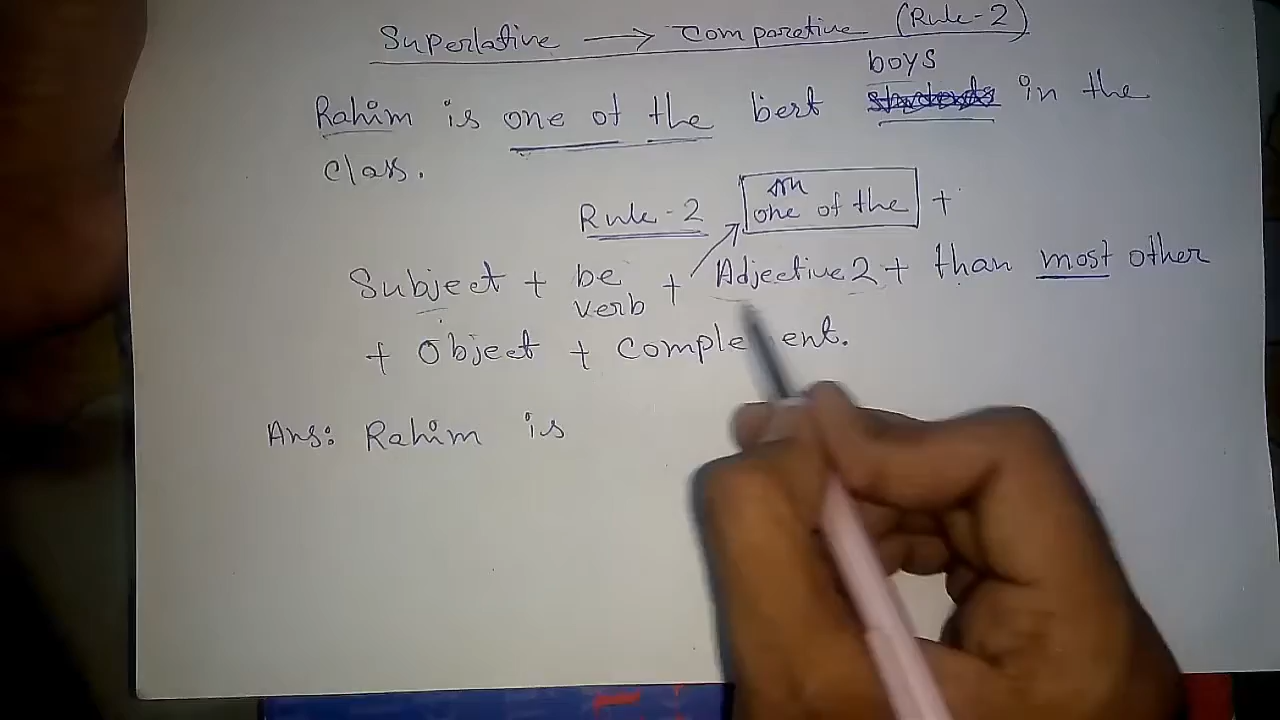 Superlative → Comparative (Rule-2)
boys
Rahim is one of the best in the
class.
Rule-2
one of the +
Subject + be verb + Adjective 2 + than most other
+ Object + Complement.
Ans: Rahim is